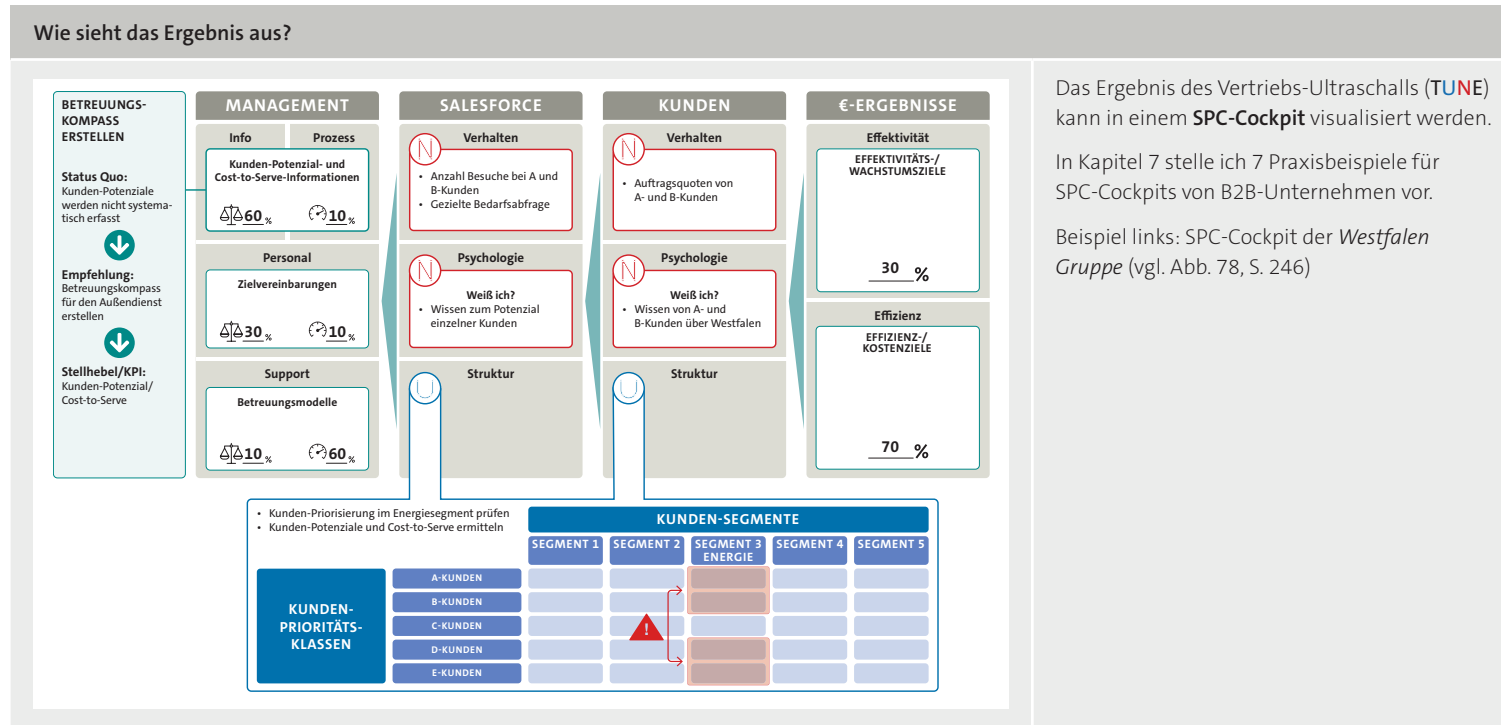 Wie sieht das Ergebnis aus?
BETREUUNGS-
KOMPASS
ERSTELLEN
Status Quo:
Kunden-Potenziale
werden nicht systema-
tisch erfasst
Empfehlung:
Betreuungskompass
für den Außendienst
erstellen
Stellhebel/KPI:
Kunden-Potenzial/
Cost-to-Serve
MANAGEMENT
Info
Prozess
Kunden-Potenzial- und
Cost-to-Serve-Informationen
60 %
10 %
Personal
Zielvereinbarungen
30 %
10 %
Support
Betreuungsmodelle
10 %
60 %
SALESFORCE
Verhalten
N
• Anzahl Besuche bei A und
B-Kunden
• Gezielte Bedarfsabfrage
Psychologie
N
Weiß ich?
• Wissen zum Potenzial
einzelner Kunden
Struktur
U
KUNDEN
Verhalten
N
• Auftragsquoten von
A- und B-Kunden
Psychologie
N
Weiß ich?
• Wissen von A- und
B-Kunden über Westfalen
Struktur
U
€-ERGEBNISSE
Effektivität
EFFEKTIVITÄTS-/
WACHSTUMSZIELE
30 %
Effizienz
EFFIZIENZ-/
KOSTENZIELE
70 %
• Kunden-Priorisierung im Energiesegment prüfen
• Kunden-Potenziale und Cost-to-Serve ermitteln
KUNDEN-SEGMENTE
SEGMENT 1
SEGMENT 2
SEGMENT 3
ENERGIE
SEGMENT 4
SEGMENT 5
KUNDEN-
PRIORITÄTS-
KLASSEN
A-KUNDEN
B-KUNDEN
C-KUNDEN
D-KUNDEN
E-KUNDEN
!
Das Ergebnis des Vertriebs-Ultraschalls (TUNE)
kann in einem SPC-Cockpit visualisiert werden.
In Kapitel 7 stelle ich 7 Praxisbeispiele für
SPC-Cockpits von B2B-Unternehmen vor.
Beispiel links: SPC-Cockpit der Westfalen
Gruppe (vgl. Abb. 78, S. 246)